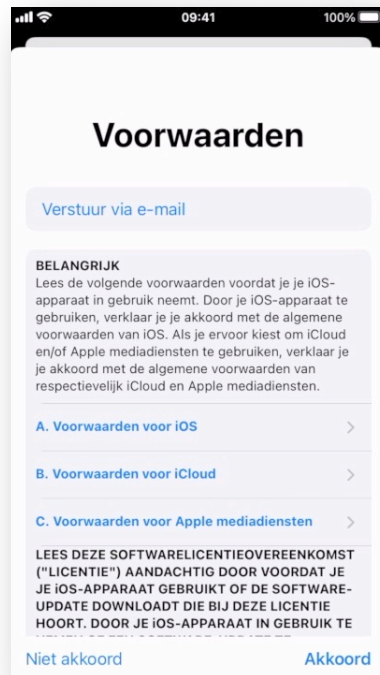 09:41
100%
Voorwaarden
Verstuur via e-mail
BELANGRIJK
Lees de volgende voorwaarden voordat je je iOS-
apparaat in gebruik neemt. Door je iOS-apparaat te
gebruiken, verklaar je je akkoord met de algemene
voorwaarden van iOS. Als je ervoor kiest om iCloud
en/of Apple mediadiensten te gebruiken, verklaar je
je akkoord met de algemene voorwaarden van
respectievelijk iCloud en Apple mediadiensten.
A. Voorwaarden voor iOS
B. Voorwaarden voor iCloud
C. Voorwaarden voor Apple mediadiensten
LEES DEZE SOFTWARELICENTIEOVEREENKOMST
("LICENTIE") AANDACHTIG DOOR VOORDAT JE
JE iOS-APPARAAT GEBRUIKT OF DE SOFTWARE-
UPDATE DOWNLOADT DIE BIJ DEZE LICENTIE
HOORT. DOOR JE iOS-APPARAAT IN GEBRUIK TE
Niet akkoord
Akkoord